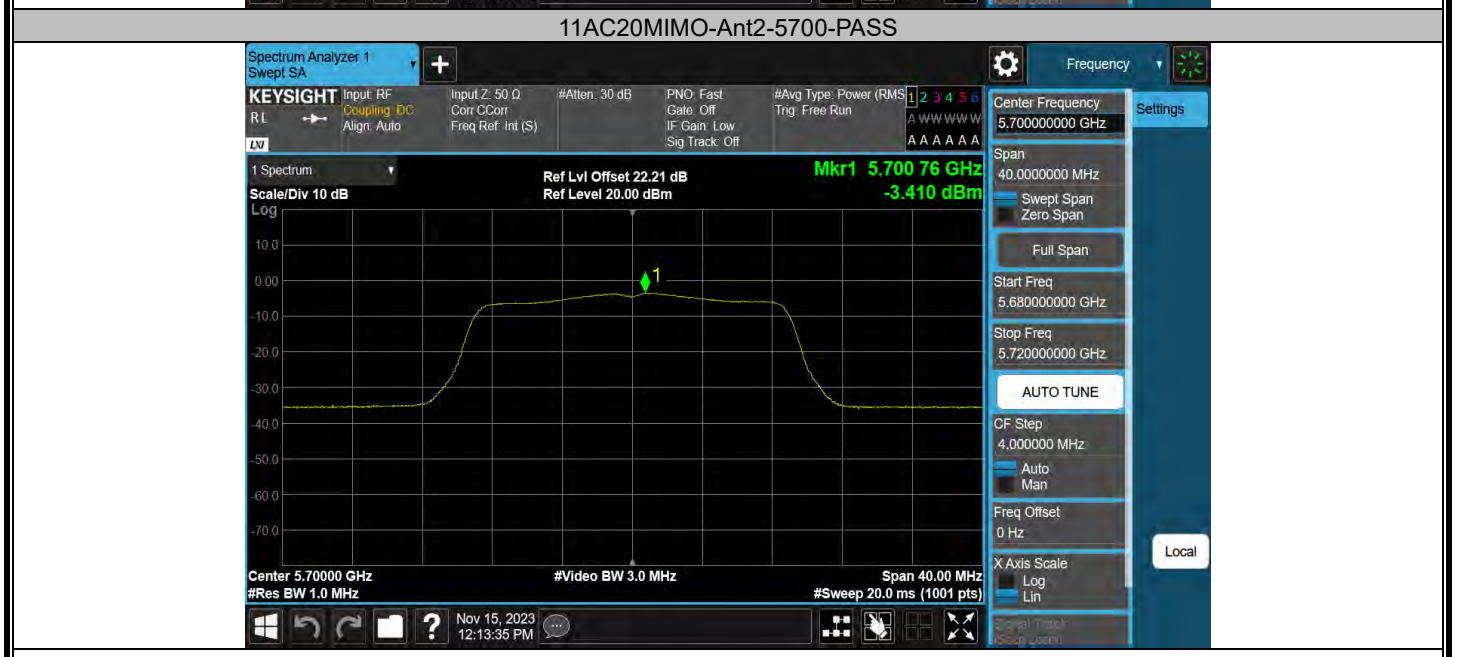 11AC20MIMO-Ant2-5700-PASS
Spectrum Analyzer 1
Swept SA
Frequency
KEYSIGHT
RL
LXI
Input: RF
Coupling: DC
Align: Auto
Input Z: 50 Ω
Corr CCorr
Freq Ref: Int (S)
#Atten: 30 dB
PNO: Fast
Gate: Off
IF Gain: Low
Sig Track: Off
#Avg Type: Power (RMS
Trig: Free Run
1 2 3 4 5 6
A W W W W W
A A A A A A
Center Frequency
5.700000000 GHz
Settings
Span
40.0000000 MHz
Swept Span
Zero Span
Full Span
Start Freq
5.680000000 GHz
Stop Freq
5.720000000 GHz
AUTO TUNE
CF Step
4.000000 MHz
Auto
Man
Freq Offset
0 Hz
X Axis Scale
Log
Lin
Local
1 Spectrum
Scale/Div 10 dB
Log
Ref Lvl Offset 22.21 dB
Ref Level 20.00 dBm
Mkr1 5.700 76 GHz
-3.410 dBm
1
10.0
0.00
-10.0
-20.0
-30.0
-40.0
-50.0
-60.0
-70.0
Center 5.70000 GHz
#Res BW 1.0 MHz
#Video BW 3.0 MHz
Span 40.00 MHz
#Sweep 20.0 ms (1001 pts)
?
Nov 15, 2023
12:13:35 PM